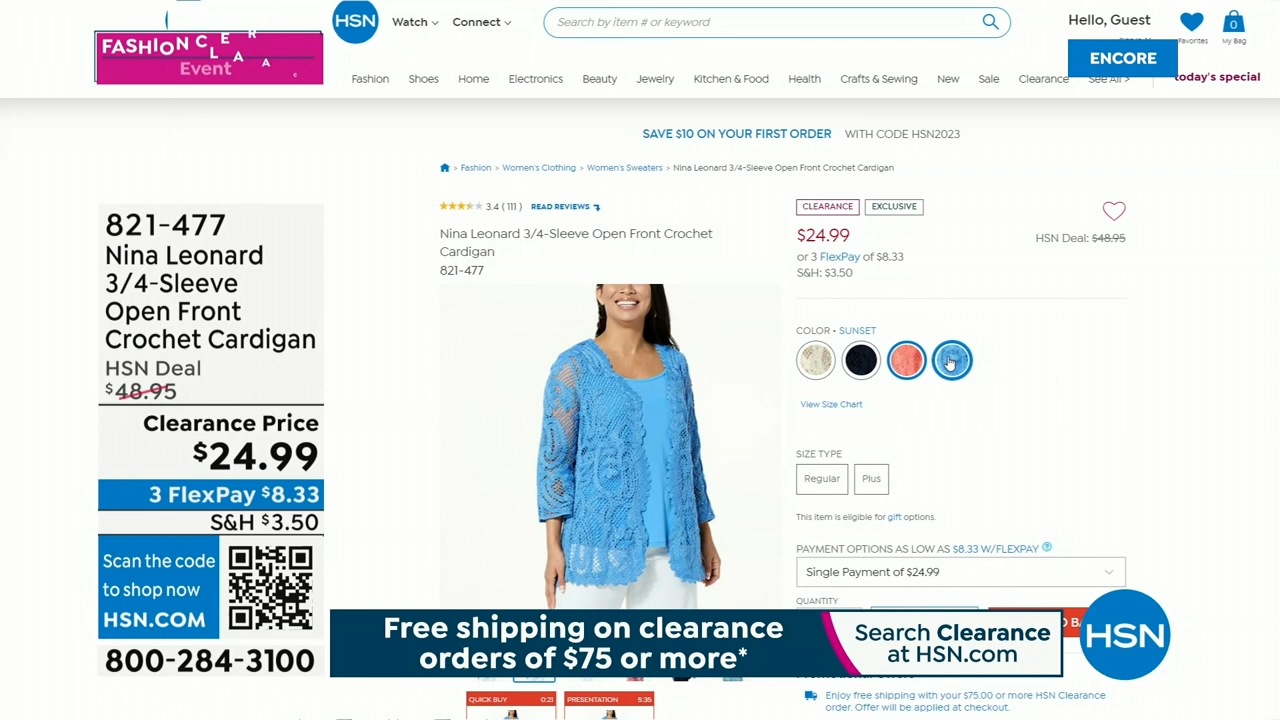 FASHION CLEARAC
Event
HSN
Watch
Connect
Search by item # or keyword
Hello, Guest
Favorites
0
My Bag
ENCORE
Fashion
Shoes
Home
Electronics
Beauty
Jewelry
Kitchen & Food
Health
Crafts & Sewing
New
Sale
Clearance
See All >
today's special
SAVE $10 ON YOUR FIRST ORDER WITH CODE HSN2023
> Fashion > Women's Clothing > Women's Sweaters > Nina Leonard 3/4-Sleeve Open Front Crochet Cardigan
3.4 ( 111 ) READ REVIEWS
Nina Leonard 3/4-Sleeve Open Front Crochet
Cardigan
821-477
CLEARANCE
EXCLUSIVE
$24.99
HSN Deal: $48.95
or 3 FlexPay of $8.33
S&H: $3.50
COLOR • SUNSET
View Size Chart
SIZE TYPE
Regular
Plus
This item is eligible for gift options.
PAYMENT OPTIONS AS LOW AS $8.33 W/FLEXPAY
Single Payment of $24.99
QUANTITY
Enjoy free shipping with your $75.00 or more HSN Clearance
order. Offer will be applied at checkout.
QUICK BUY 0:21
PRESENTATION 5:35
821-477
Nina Leonard
3/4-Sleeve
Open Front
Crochet Cardigan
HSN Deal
$48.95
Clearance Price
$24.99
3 FlexPay $8.33
S&H $3.50
Scan the code
to shop now
HSN.COM
800-284-3100
Free shipping on clearance
orders of $75 or more*
Search Clearance
at HSN.com
HSN